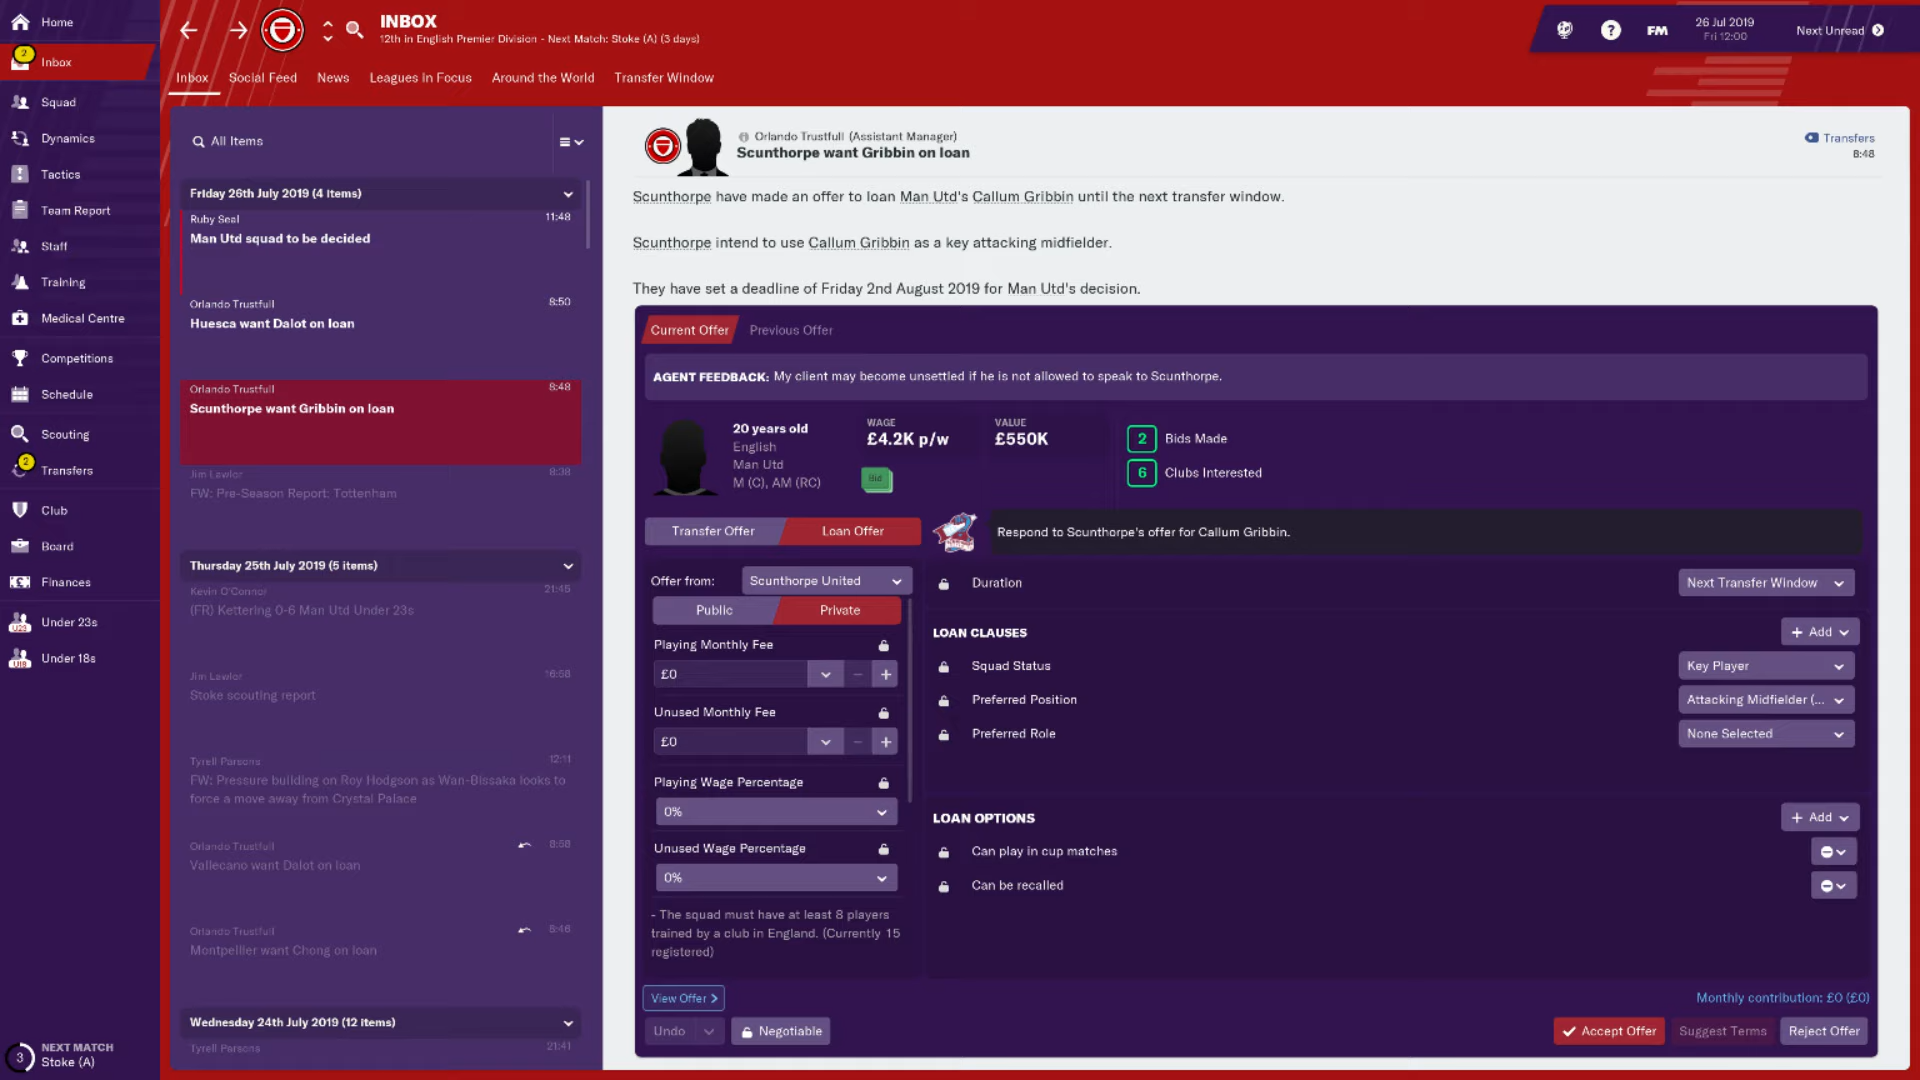 Home
2
Inbox
Squad
Dynamics
Tactics
Team Report
Staff
Training
Medical Centre
Competitions
Schedule
Scouting
2
Transfers
Club
Board
Finances
U23
Under 23s
U18
Under 18s
3
NEXT MATCH
Stoke (A)
INBOX
12th in English Premier Division - Next Match: Stoke (A) (3 days)
?
FM
26 Jul 2019
Fri 12:00
Next Unread
Inbox
Social Feed
News
Leagues In Focus
Around the World
Transfer Window
All Items
Friday 26th July 2019 (4 Items)
Ruby Seal
11:48
Man Utd squad to be decided
Orlando Trustfull
8:50
Huesca want Dalot on loan
Orlando Trustfull
8:48
Scunthorpe want Gribbin on loan
Jim Lawlor
8:38
FW: Pre-Season Report: Tottenham
Thursday 25th July 2019 (5 Items)
Kevin O'Connor
21:45
(FR) Kettering 0-6 Man Utd Under 23s
Jim Lawlor
16:58
Stoke scouting report
Tyrell Parsons
12:11
FW: Pressure building on Roy Hodgson as Wan-Bissaka looks to
force a move away from Crystal Palace
Orlando Trustfull
8:58
Vallecano want Dalot on loan
Orlando Trustfull
8:46
Montpellier want Chong on loan
Wednesday 24th July 2019 (12 Items)
Tyrell Parsons
21:41
Orlando Trustfull (Assistant Manager)
Scunthorpe want Gribbin on loan
Transfers
8:48
Scunthorpe have made an offer to loan Man Utd's Callum Gribbin until the next transfer window.
Scunthorpe intend to use Callum Gribbin as a key attacking midfielder.
They have set a deadline of Friday 2nd August 2019 for Man Utd's decision.
Current Offer
Previous Offer
AGENT FEEDBACK: My client may become unsettled if he is not allowed to speak to Scunthorpe.
20 years old
English
Man Utd
M (C), AM (RC)
WAGE
£4.2K p/w
VALUE
£550K
Bid
2 Bids Made
6 Clubs Interested
Transfer Offer
Loan Offer
Respond to Scunthorpe's offer for Callum Gribbin.
Offer from:
Scunthorpe United
Public
Private
Playing Monthly Fee
£0
Unused Monthly Fee
£0
Playing Wage Percentage
0%
Unused Wage Percentage
0%
- The squad must have at least 8 players
trained by a club in England. (Currently 15
registered)
Duration
Next Transfer Window
LOAN CLAUSES
+ Add
Squad Status
Key Player
Preferred Position
Attacking Midfielder (...
Preferred Role
None Selected
LOAN OPTIONS
+ Add
Can play in cup matches
Can be recalled
View Offer >
Monthly contribution: £0 (£0)
Undo
Negotiable
Accept Offer
Suggest Terms
Reject Offer